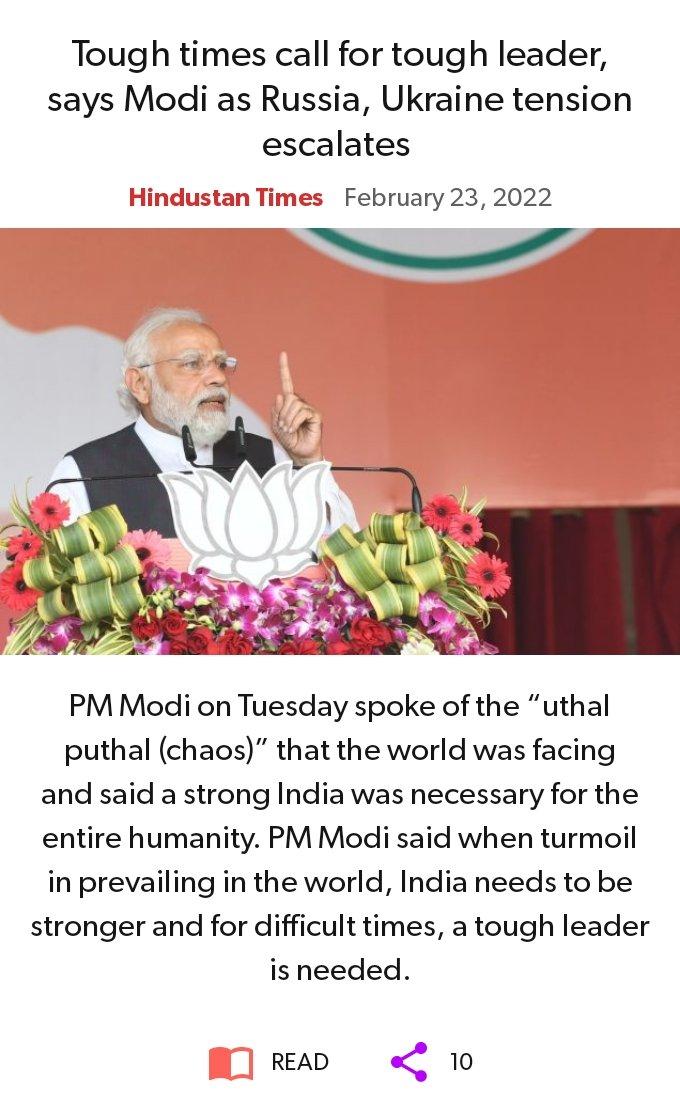 Tough times call for tough leader,
says Modi as Russia, Ukraine tension
escalates
Hindustan Times February 23, 2022
PM Modi on Tuesday spoke of the “uthal
puthal (chaos)” that the world was facing
and said a strong India was necessary for the
entire humanity. PM Modi said when turmoil
in prevailing in the world, India needs to be
stronger and for difficult times, a tough leader
is needed.
READ 10